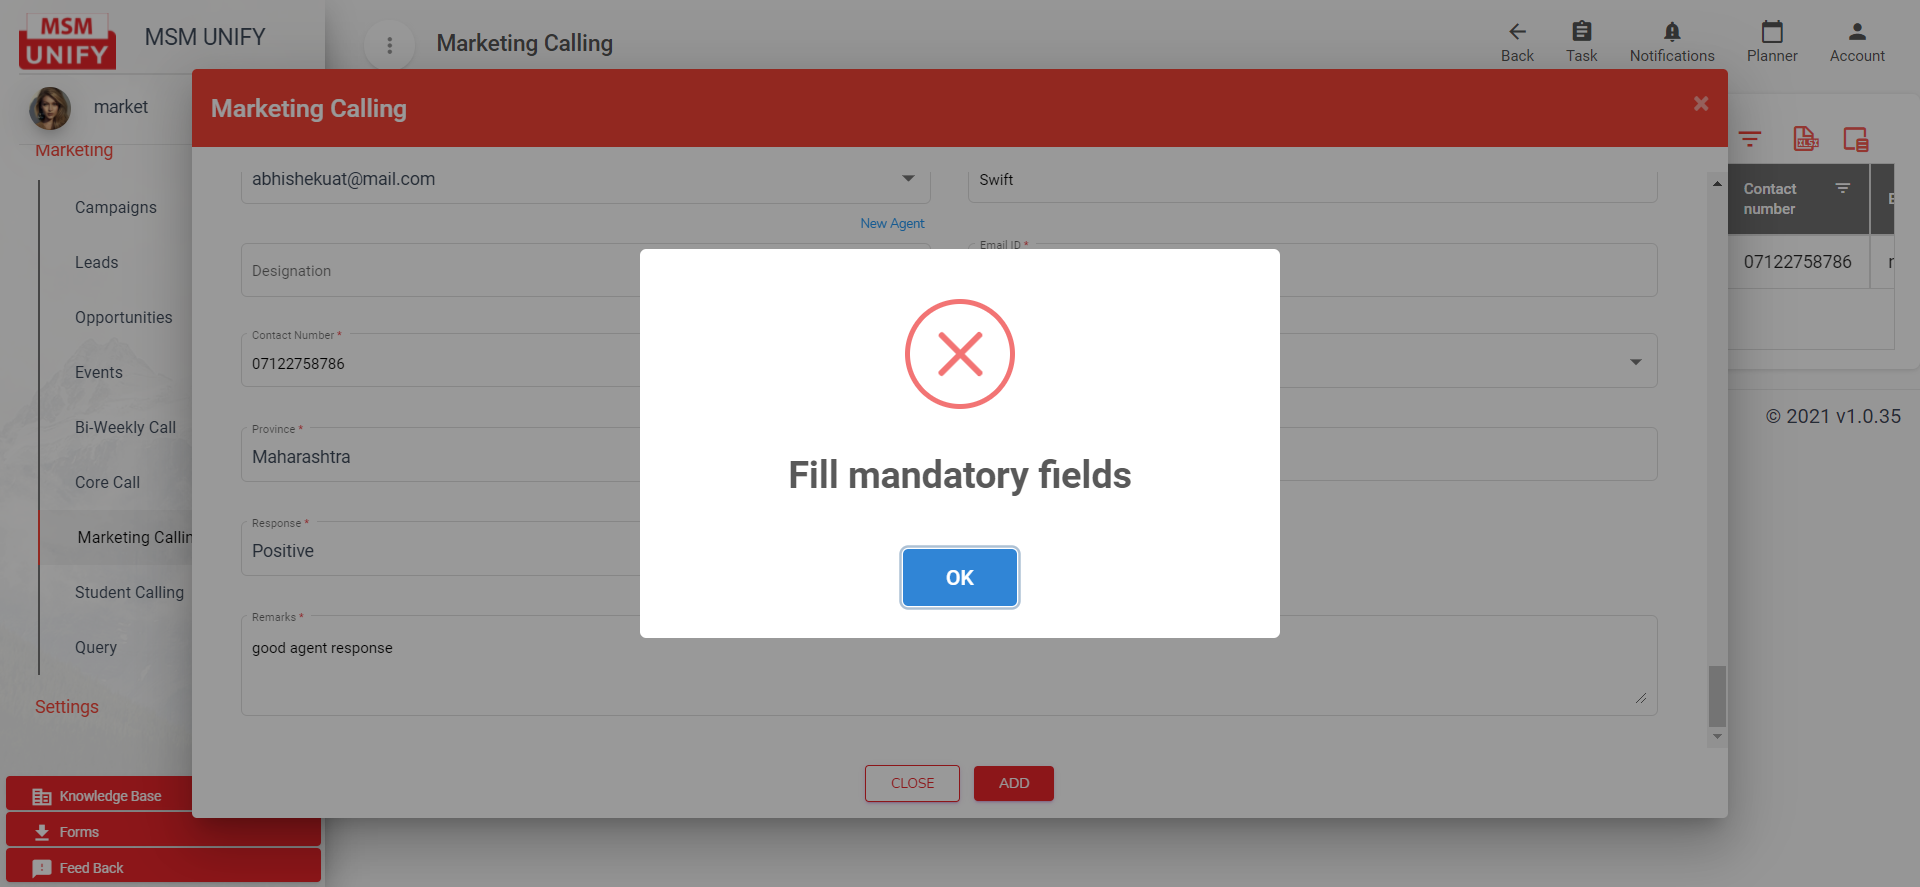 MSM
UNIFY
MSM UNIFY
Marketing Calling
Back
Task
Notifications
Planner
Account
market
Marketing
Campaigns
Leads
Opportunities
Events
Bi-Weekly Call
Core Call
Marketing Callin
Student Calling
Query
Settings
Knowledge Base
Forms
Feed Back
Marketing Calling
×
abhishekuat@mail.com
Swift
New Agent
Designation
Email ID *
Contact Number *
07122758786
Province *
Maharashtra
Response *
Positive
Remarks *
good agent response
CLOSE
ADD
Fill mandatory fields
OK
XLSX
Contact
number
07122758786
© 2021 v1.0.35